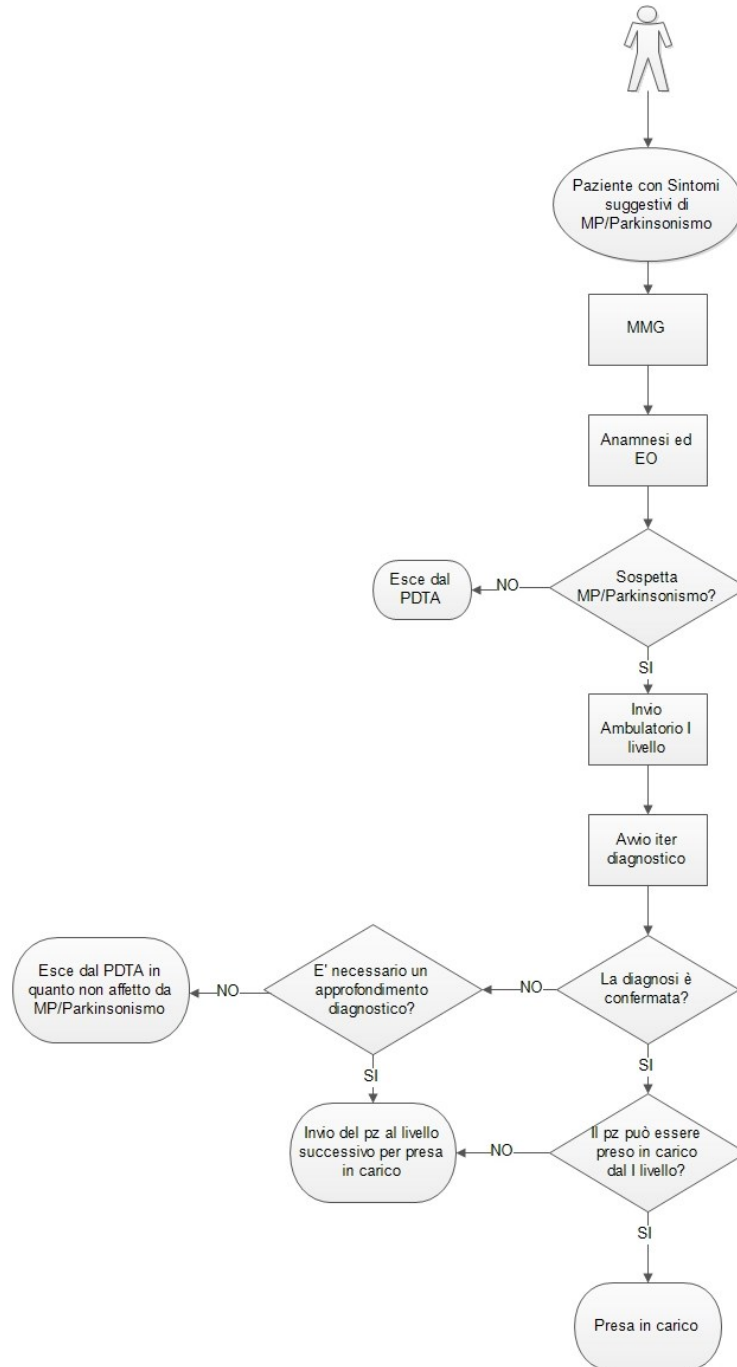 Paziente con Sintomi
suggestivi di
MP/Parkinsonismo
MMG
Anamnesi ed
EO
Sospetta
MP/Parkinsonismo?
NO
Esce dal
PDTA
SI
Invio
Ambulatorio I
livello
Avvio iter
diagnostico
La diagnosi è
confermata?
NO
E' necessario un
approfondimento
diagnostico?
NO
Esce dal PDTA in
quanto non affetto da
MP/Parkinsonismo
SI
SI
Il pz può essere
preso in carico
dal I livello?
NO
Invio del pz al livello
successivo per presa
in carico
SI
Presa in carico